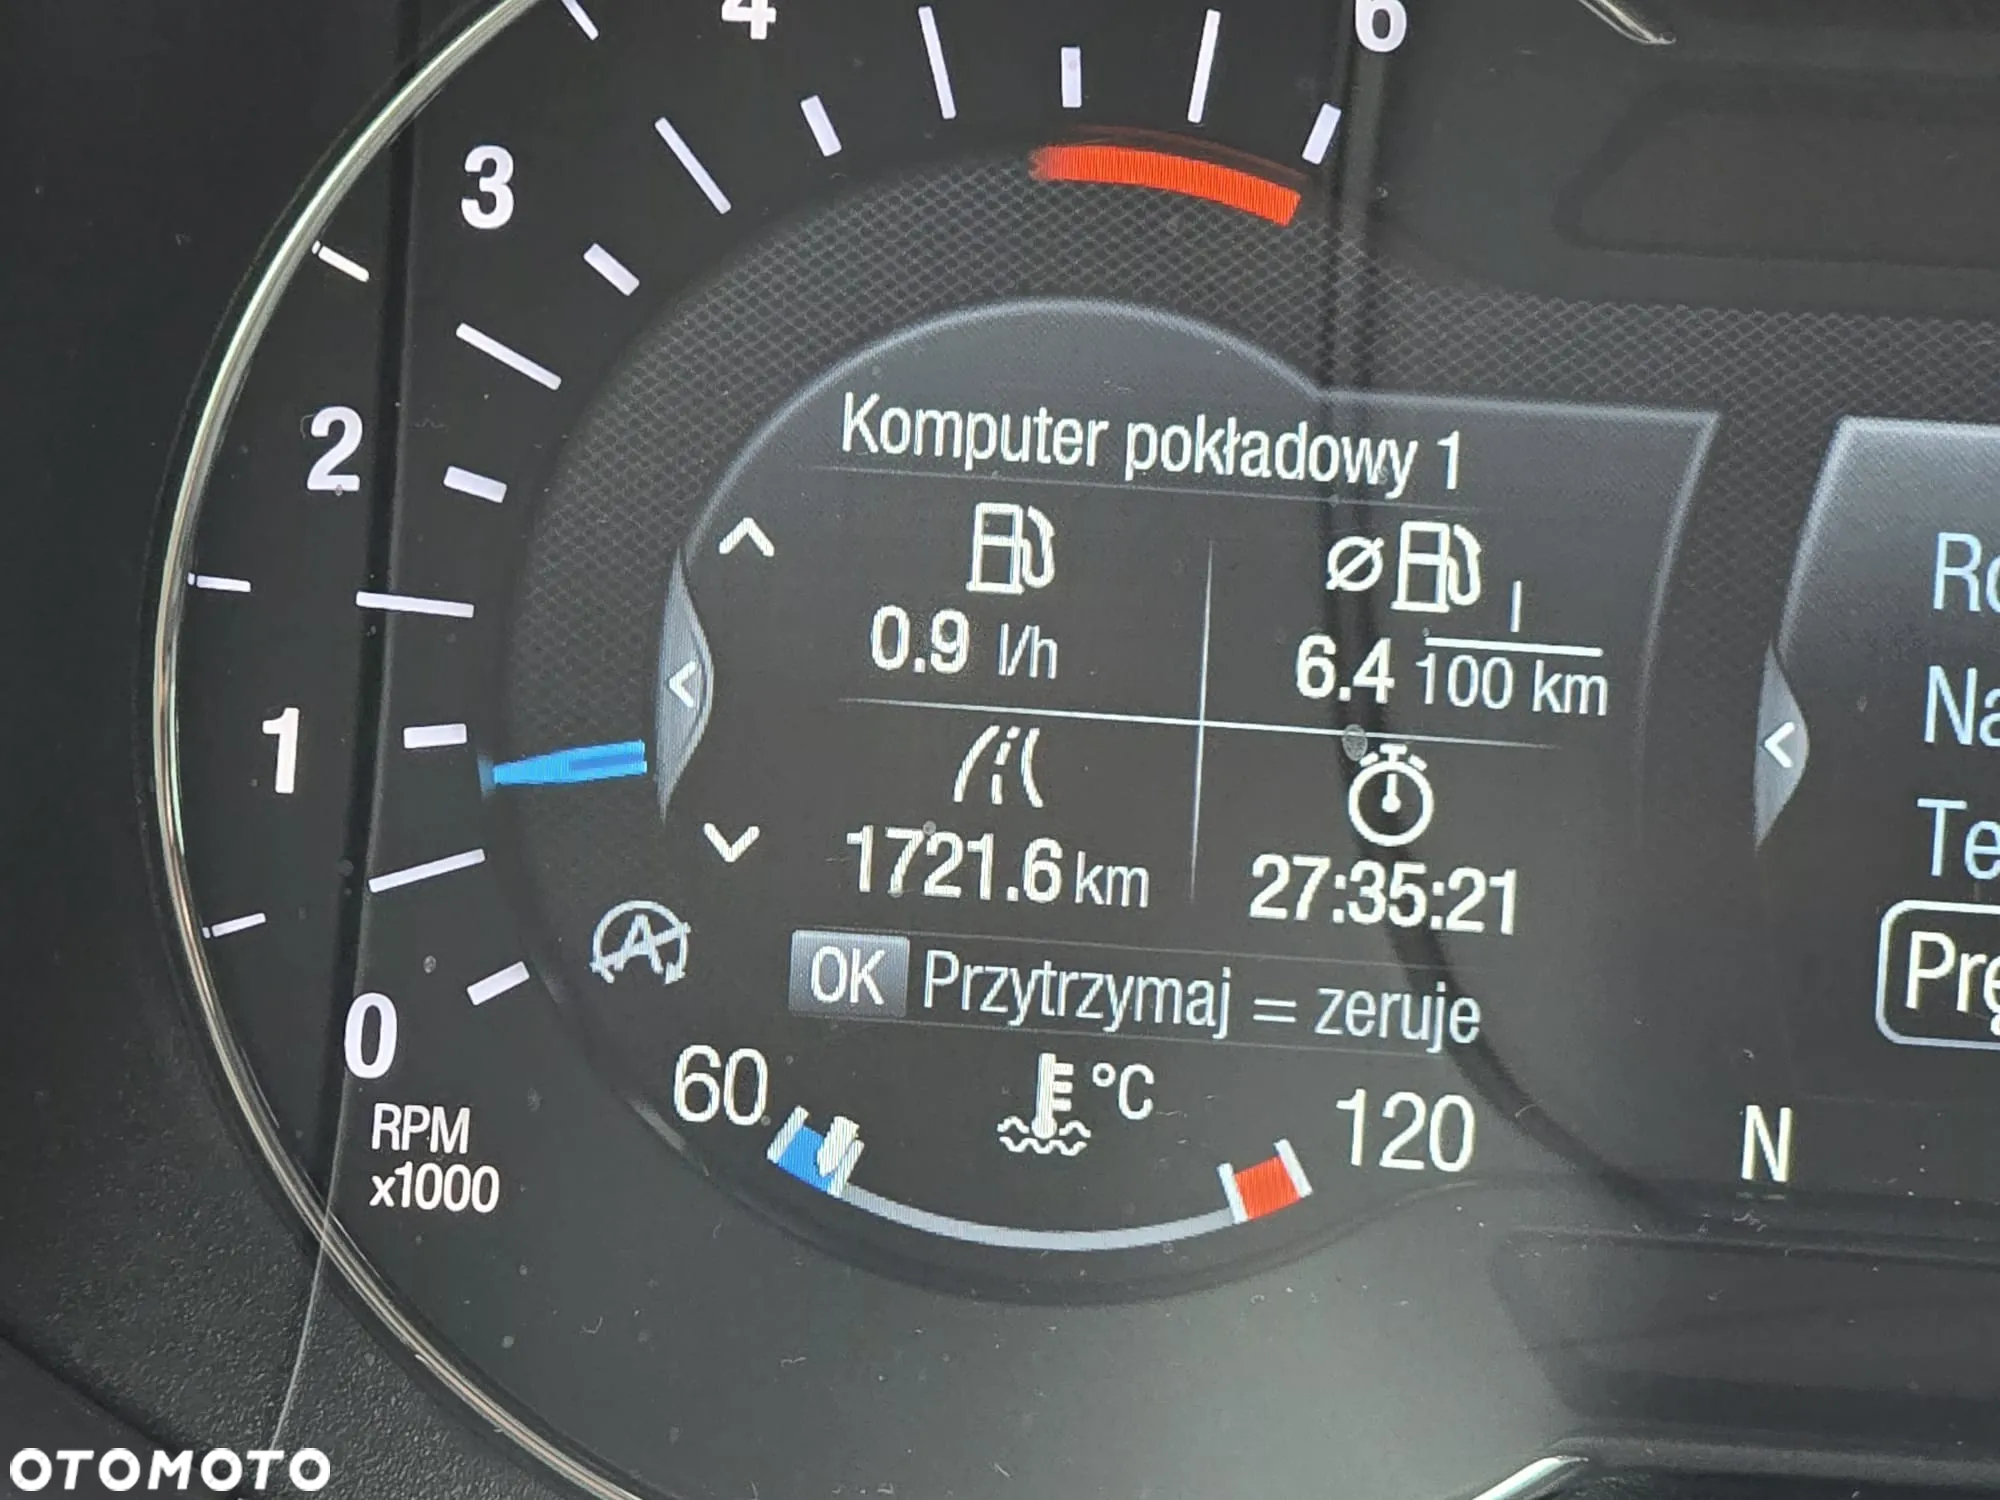 4
6
3
2
1
0
RPM
x1000
Komputer pokładowy 1
0.9 l/h
Ø 6.4 l
100 km
1721.6 km
27:35:21
A
OK Przytrzymaj = zeruje
60
°C
120
N
OTOMOTO